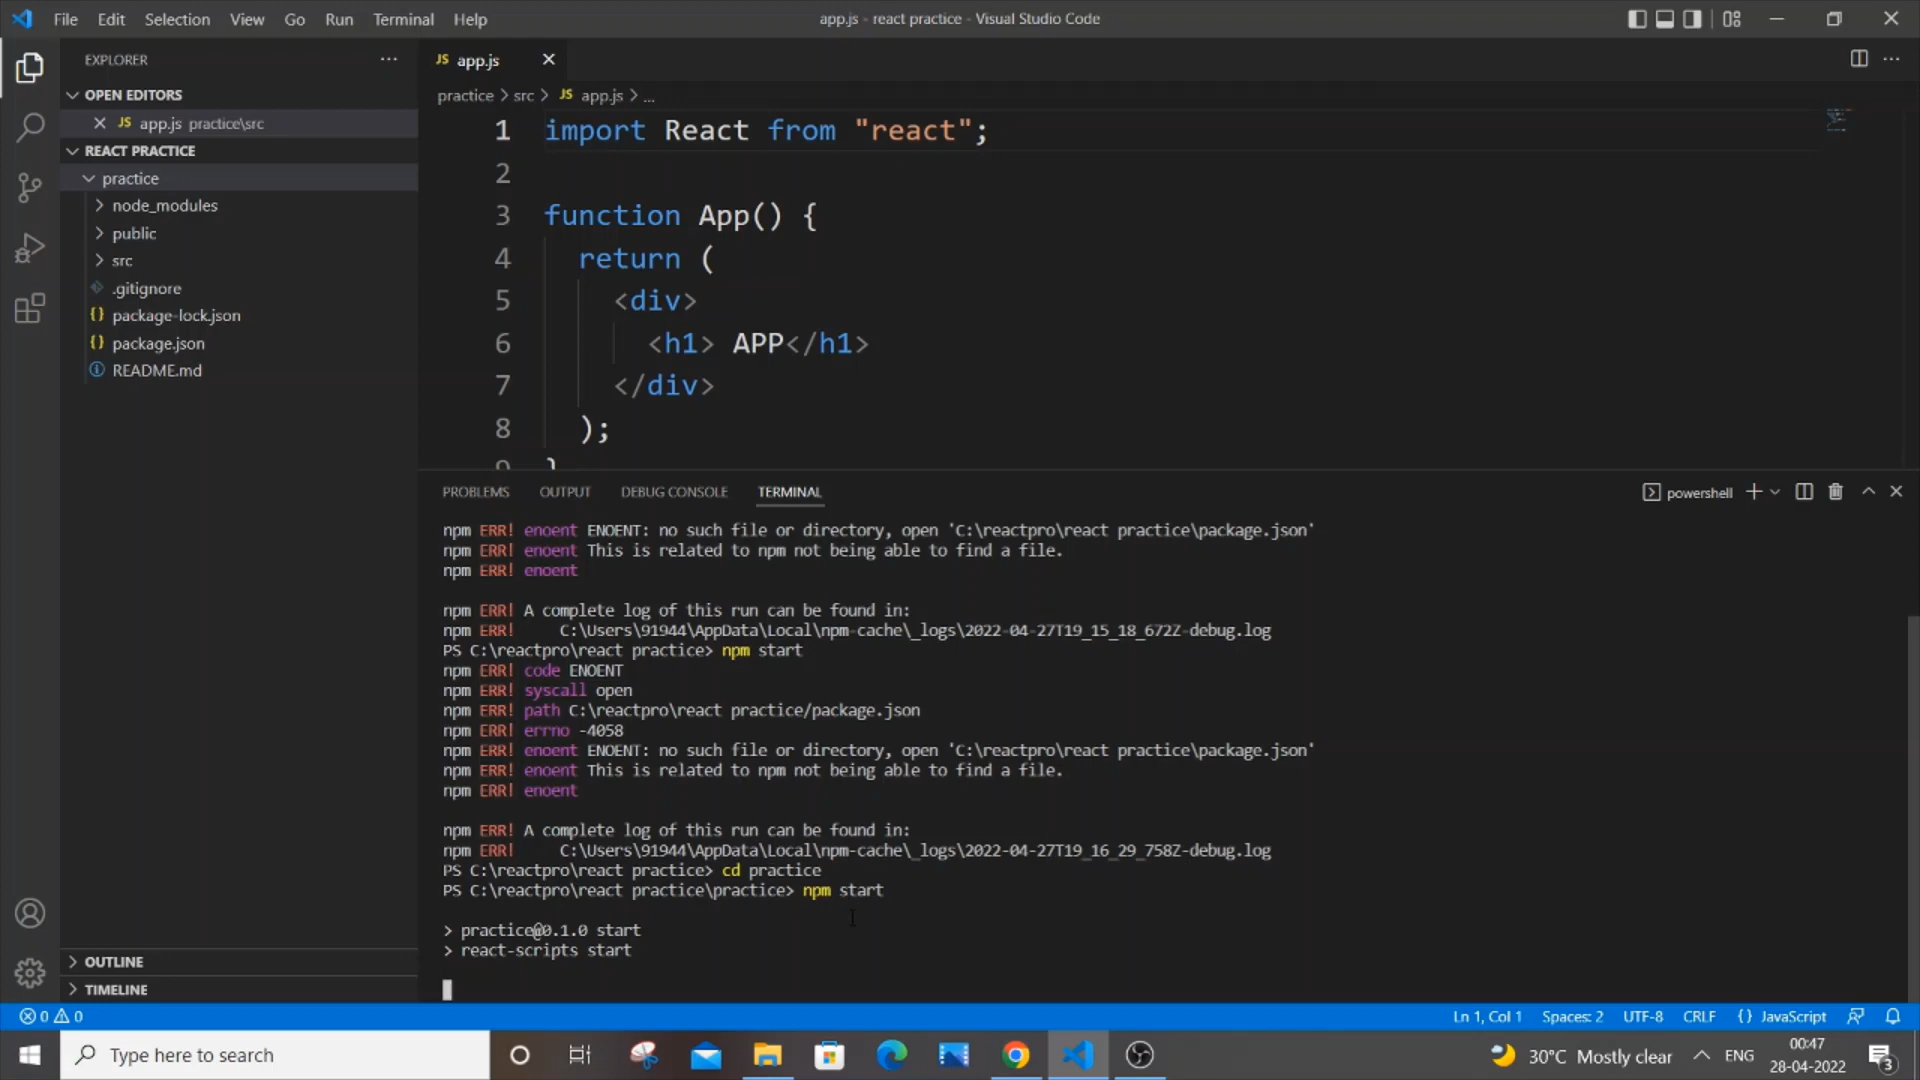 File Edit Selection View Go Run Terminal Help
app.js - react practice - Visual Studio Code
EXPLORER
OPEN EDITORS
JS app.js practice\src
REACT PRACTICE
practice
node_modules
public
src
.gitignore
{} package-lock.json
{} package.json
README.md
OUTLINE
TIMELINE
JS app.js
practice > src > JS app.js > ...
1 import React from "react";
2
3 function App() {
4 return (
5 <div>
6 <h1> APP</h1>
7 </div>
8 );
9 }
PROBLEMS OUTPUT DEBUG CONSOLE TERMINAL
powershell
npm ERR! enoent ENOENT: no such file or directory, open 'C:\reactpro\react practice\package.json'
npm ERR! enoent This is related to npm not being able to find a file.
npm ERR! enoent
npm ERR! A complete log of this run can be found in:
npm ERR!     C:\Users\91944\AppData\Local\npm-cache\_logs\2022-04-27T19_15_18_672Z-debug.log
PS C:\reactpro\react practice> npm start
npm ERR! code ENOENT
npm ERR! syscall open
npm ERR! path C:\reactpro\react practice/package.json
npm ERR! errno -4058
npm ERR! enoent ENOENT: no such file or directory, open 'C:\reactpro\react practice\package.json'
npm ERR! enoent This is related to npm not being able to find a file.
npm ERR! enoent
npm ERR! A complete log of this run can be found in:
npm ERR!     C:\Users\91944\AppData\Local\npm-cache\_logs\2022-04-27T19_16_29_758Z-debug.log
PS C:\reactpro\react practice> cd practice
PS C:\reactpro\react practice\practice> npm start
> practice@0.1.0 start
> react-scripts start
0 0
Ln 1, Col 1 Spaces: 2 UTF-8 CRLF {} JavaScript
Type here to search
30°C Mostly clear
ENG
00:47
28-04-2022
3